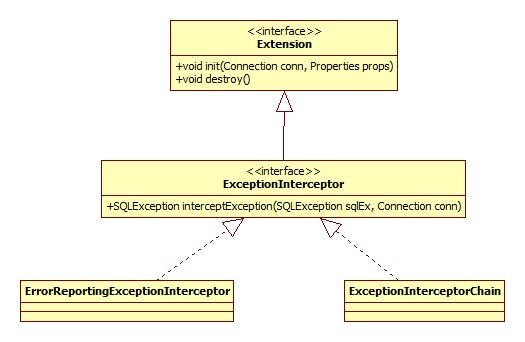 <<interface>>
Extension
+void init(Connection conn, Properties props)
+void destroy()
<<interface>>
ExceptionInterceptor
+SQLException interceptException(SQLException sqlEx, Connection conn)
ErrorReportingExceptionInterceptor
ExceptionInterceptorChain